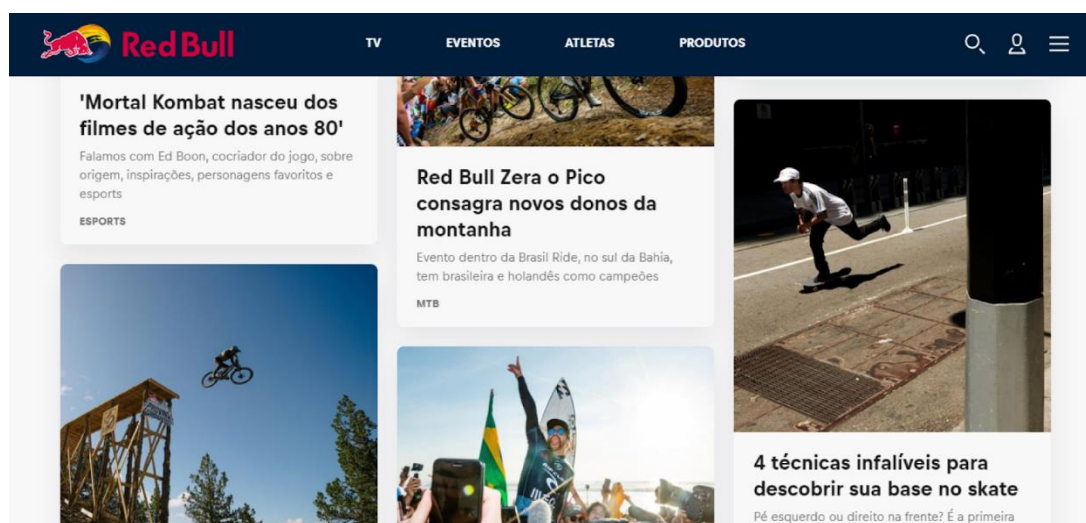 Red Bull
TV
EVENTOS
ATLETAS
PRODUTOS
'Mortal Kombat nasceu dos
filmes de ação dos anos 80'
Falamos com Ed Boon, cocriador do jogo, sobre
origem, inspirações, personagens favoritos e
esports
ESPORTS
Red Bull Zera o Pico
consagra novos donos da
montanha
Evento dentro da Brasil Ride, no sul da Bahia,
tem brasileira e holandês como campeões
MTB
4 técnicas infalíveis para
descobrir sua base no skate
Pé esquerdo ou direito na frente? É a primeira